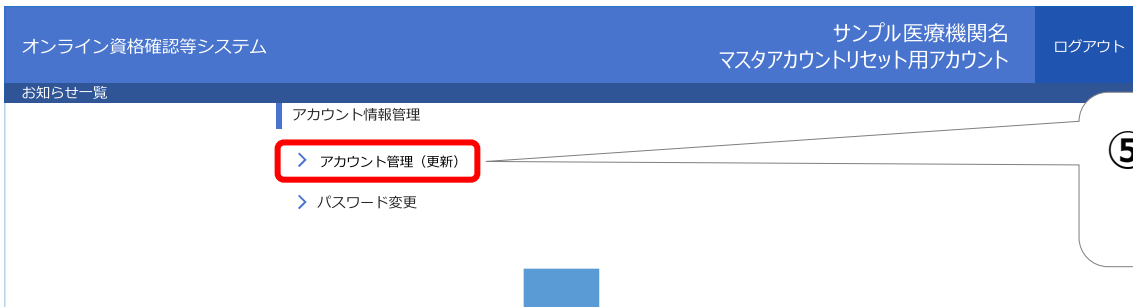 オンライン資格確認等システム
サンプル医療機関名
マスタアカウントリセット用アカウント
ログアウト
お知らせ一覧
アカウント情報管理
アカウント管理（更新）
パスワード変更
⑤